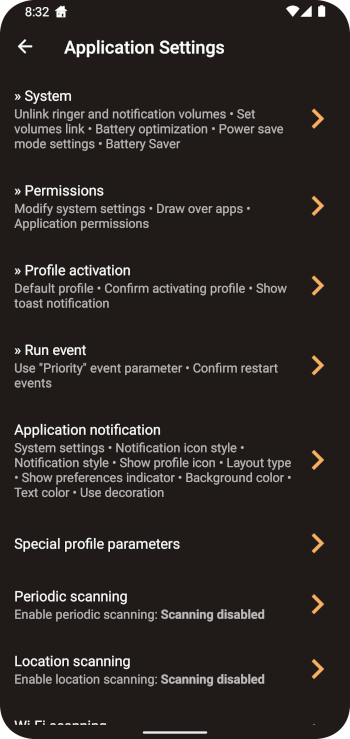 8:32
Application Settings
» System
Unlink ringer and notification volumes • Set
volumes link • Battery optimization • Power save
mode settings • Battery Saver
» Permissions
Modify system settings • Draw over apps •
Application permissions
» Profile activation
Default profile • Confirm activating profile • Show
toast notification
» Run event
Use "Priority" event parameter • Confirm restart
events
Application notification
System settings • Notification icon style •
Notification style • Show profile icon • Layout type
• Show preferences indicator • Background color •
Text color • Use decoration
Special profile parameters
Periodic scanning
Enable periodic scanning: Scanning disabled
Location scanning
Enable location scanning: Scanning disabled
Wi-Fi scanning